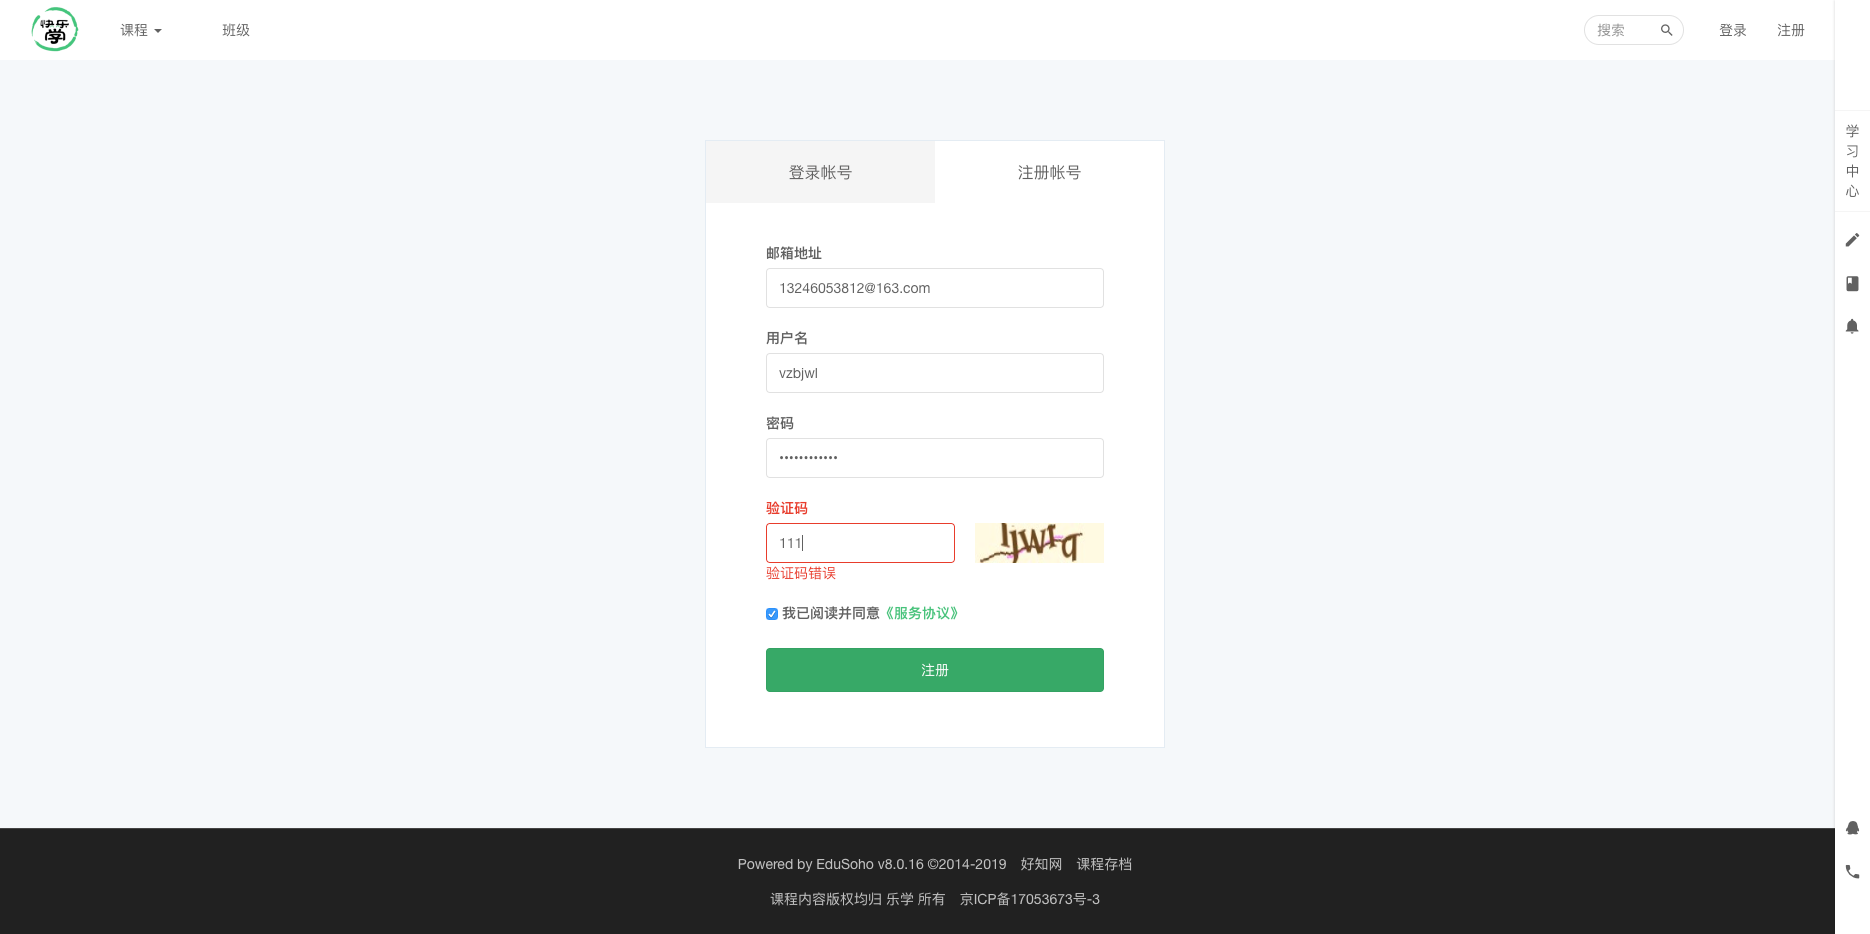 快乐
学
课程
班级
搜索
登录
注册
学
习
中
心
登录帐号
注册帐号
邮箱地址
13246053812@163.com
用户名
vzbjwl
密码
••••••••••••
验证码
111
验证码错误
我已阅读并同意《服务协议》
注册
Powered by EduSoho v8.0.16 ©2014-2019 好知网 课程存档
课程内容版权均归 乐学 所有 京ICP备17053673号-3